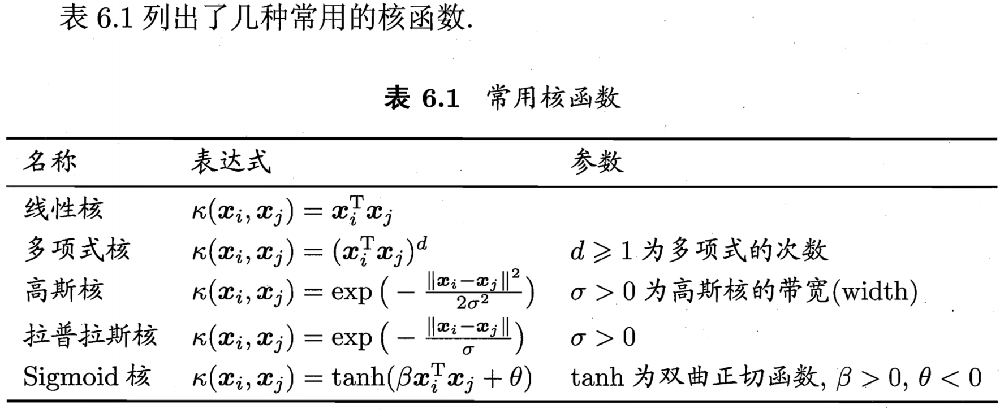 表 6.1 列出了几种常用的核函数.
表 6.1 常用核函数
名称 表达式 参数
线性核 $\kappa(\boldsymbol{x}_i, \boldsymbol{x}_j) = \boldsymbol{x}_i^{\mathrm{T}} \boldsymbol{x}_j$
多项式核 $\kappa(\boldsymbol{x}_i, \boldsymbol{x}_j) = (\boldsymbol{x}_i^{\mathrm{T}} \boldsymbol{x}_j)^d$ $d \geqslant 1$ 为多项式的次数
高斯核 $\kappa(\boldsymbol{x}_i, \boldsymbol{x}_j) = \exp\left(-\frac{\|\boldsymbol{x}_i - \boldsymbol{x}_j\|^2}{2\sigma^2}\right)$ $\sigma > 0$ 为高斯核的带宽(width)
拉普拉斯核 $\kappa(\boldsymbol{x}_i, \boldsymbol{x}_j) = \exp\left(-\frac{\|\boldsymbol{x}_i - \boldsymbol{x}_j\|}{\sigma}\right)$ $\sigma > 0$
Sigmoid 核 $\kappa(\boldsymbol{x}_i, \boldsymbol{x}_j) = \tanh(\beta \boldsymbol{x}_i^{\mathrm{T}} \boldsymbol{x}_j + \theta)$ tanh 为双曲正切函数, $\beta > 0$, $\theta < 0$